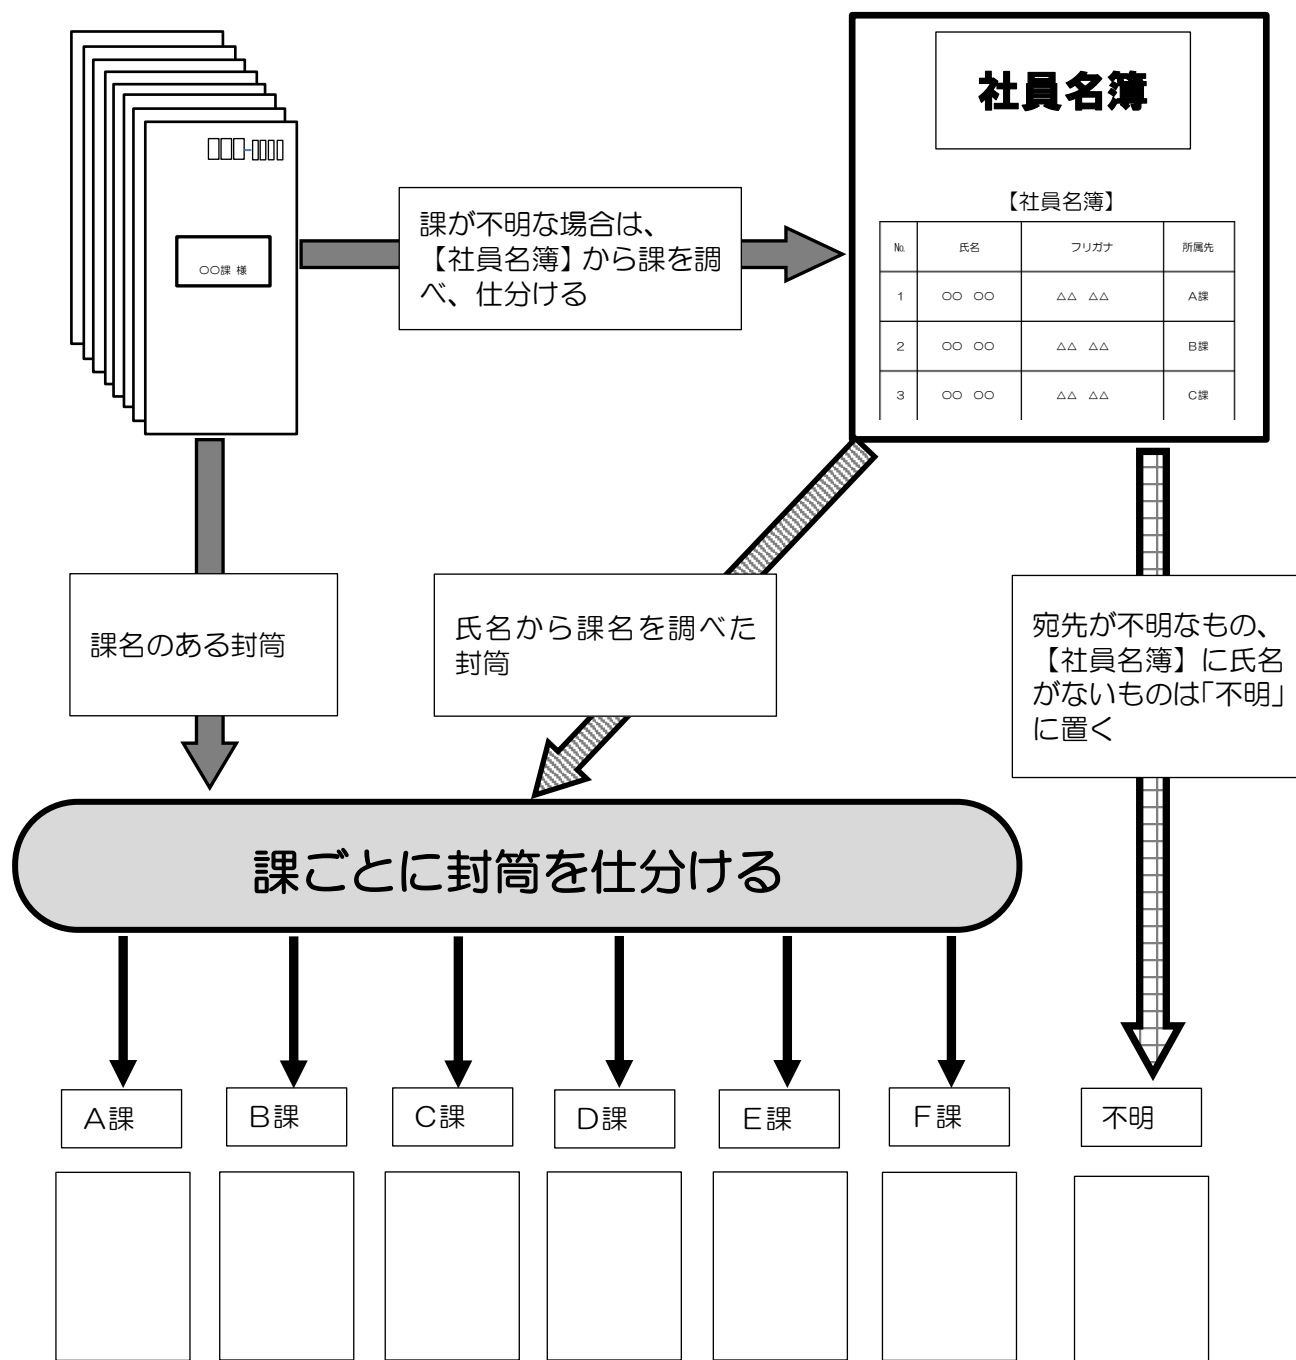 社員名簿
〇〇課 様
課が不明な場合は、
【社員名簿】から課を調
べ、仕分ける
【社員名簿】
№ 氏名 フリガナ 所属先
1 〇〇 〇〇 △△ △△ A課
2 〇〇 〇〇 △△ △△ B課
3 〇〇 〇〇 △△ △△ C課
課名のある封筒
氏名から課名を調べた
封筒
宛先が不明なもの、
【社員名簿】に氏名
がないものは「不明」
に置く
課ごとに封筒を仕分ける
A課 B課 C課 D課 E課 F課 不明